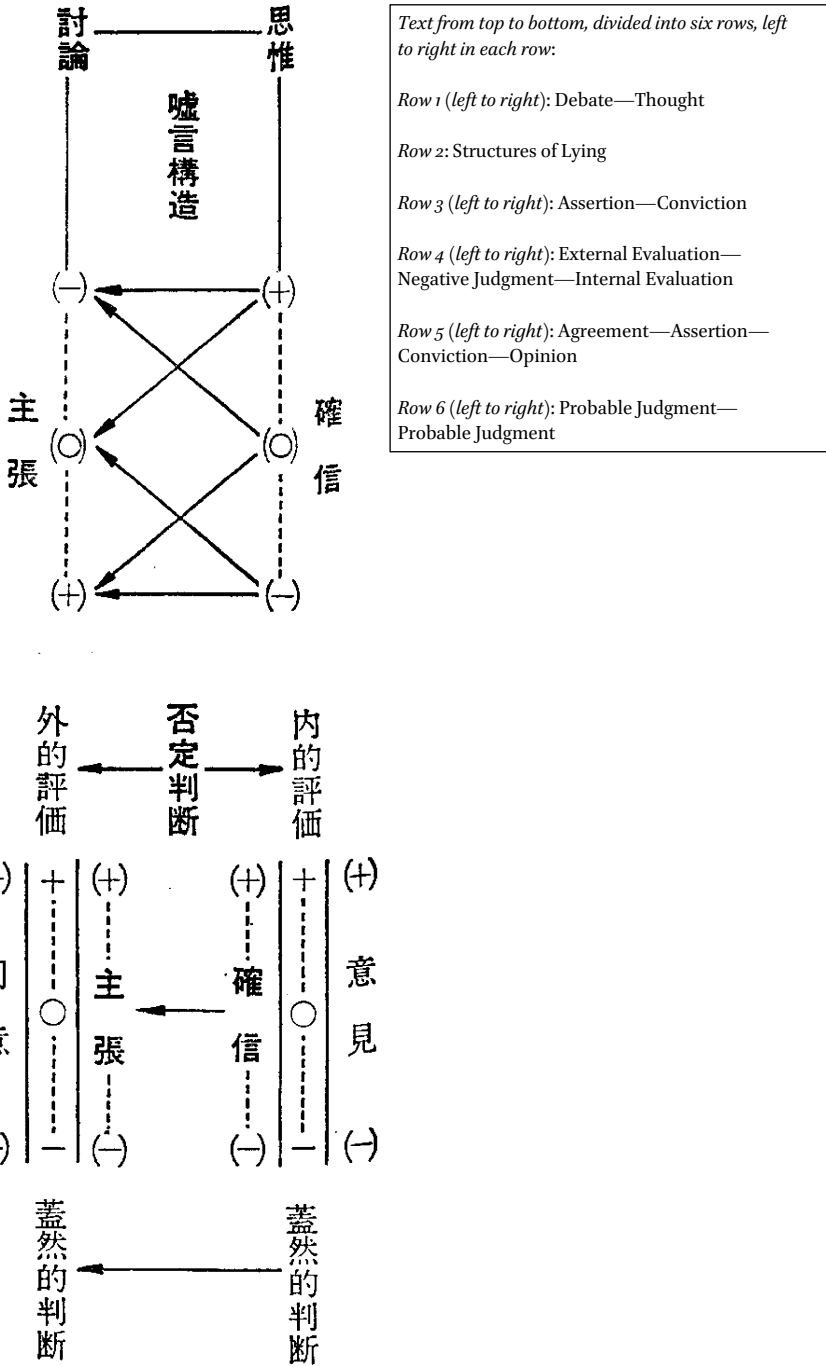 討論 思惟
嘘言構造
(−) (+)
主張 (○) (○) 確信
(+) (−)
外的評価 否定判断 内的評価
+ (+) (+) + (+)
○ 主張 確信 ○ 意見
− (−) (−) − (−)
蓋然的判断 蓋然的判断
Text from top to bottom, divided into six rows, left
to right in each row:
Row 1 (left to right): Debate—Thought
Row 2: Structures of Lying
Row 3 (left to right): Assertion—Conviction
Row 4 (left to right): External Evaluation—
Negative Judgment—Internal Evaluation
Row 5 (left to right): Agreement—Assertion—
Conviction—Opinion
Row 6 (left to right): Probable Judgment—
Probable Judgment